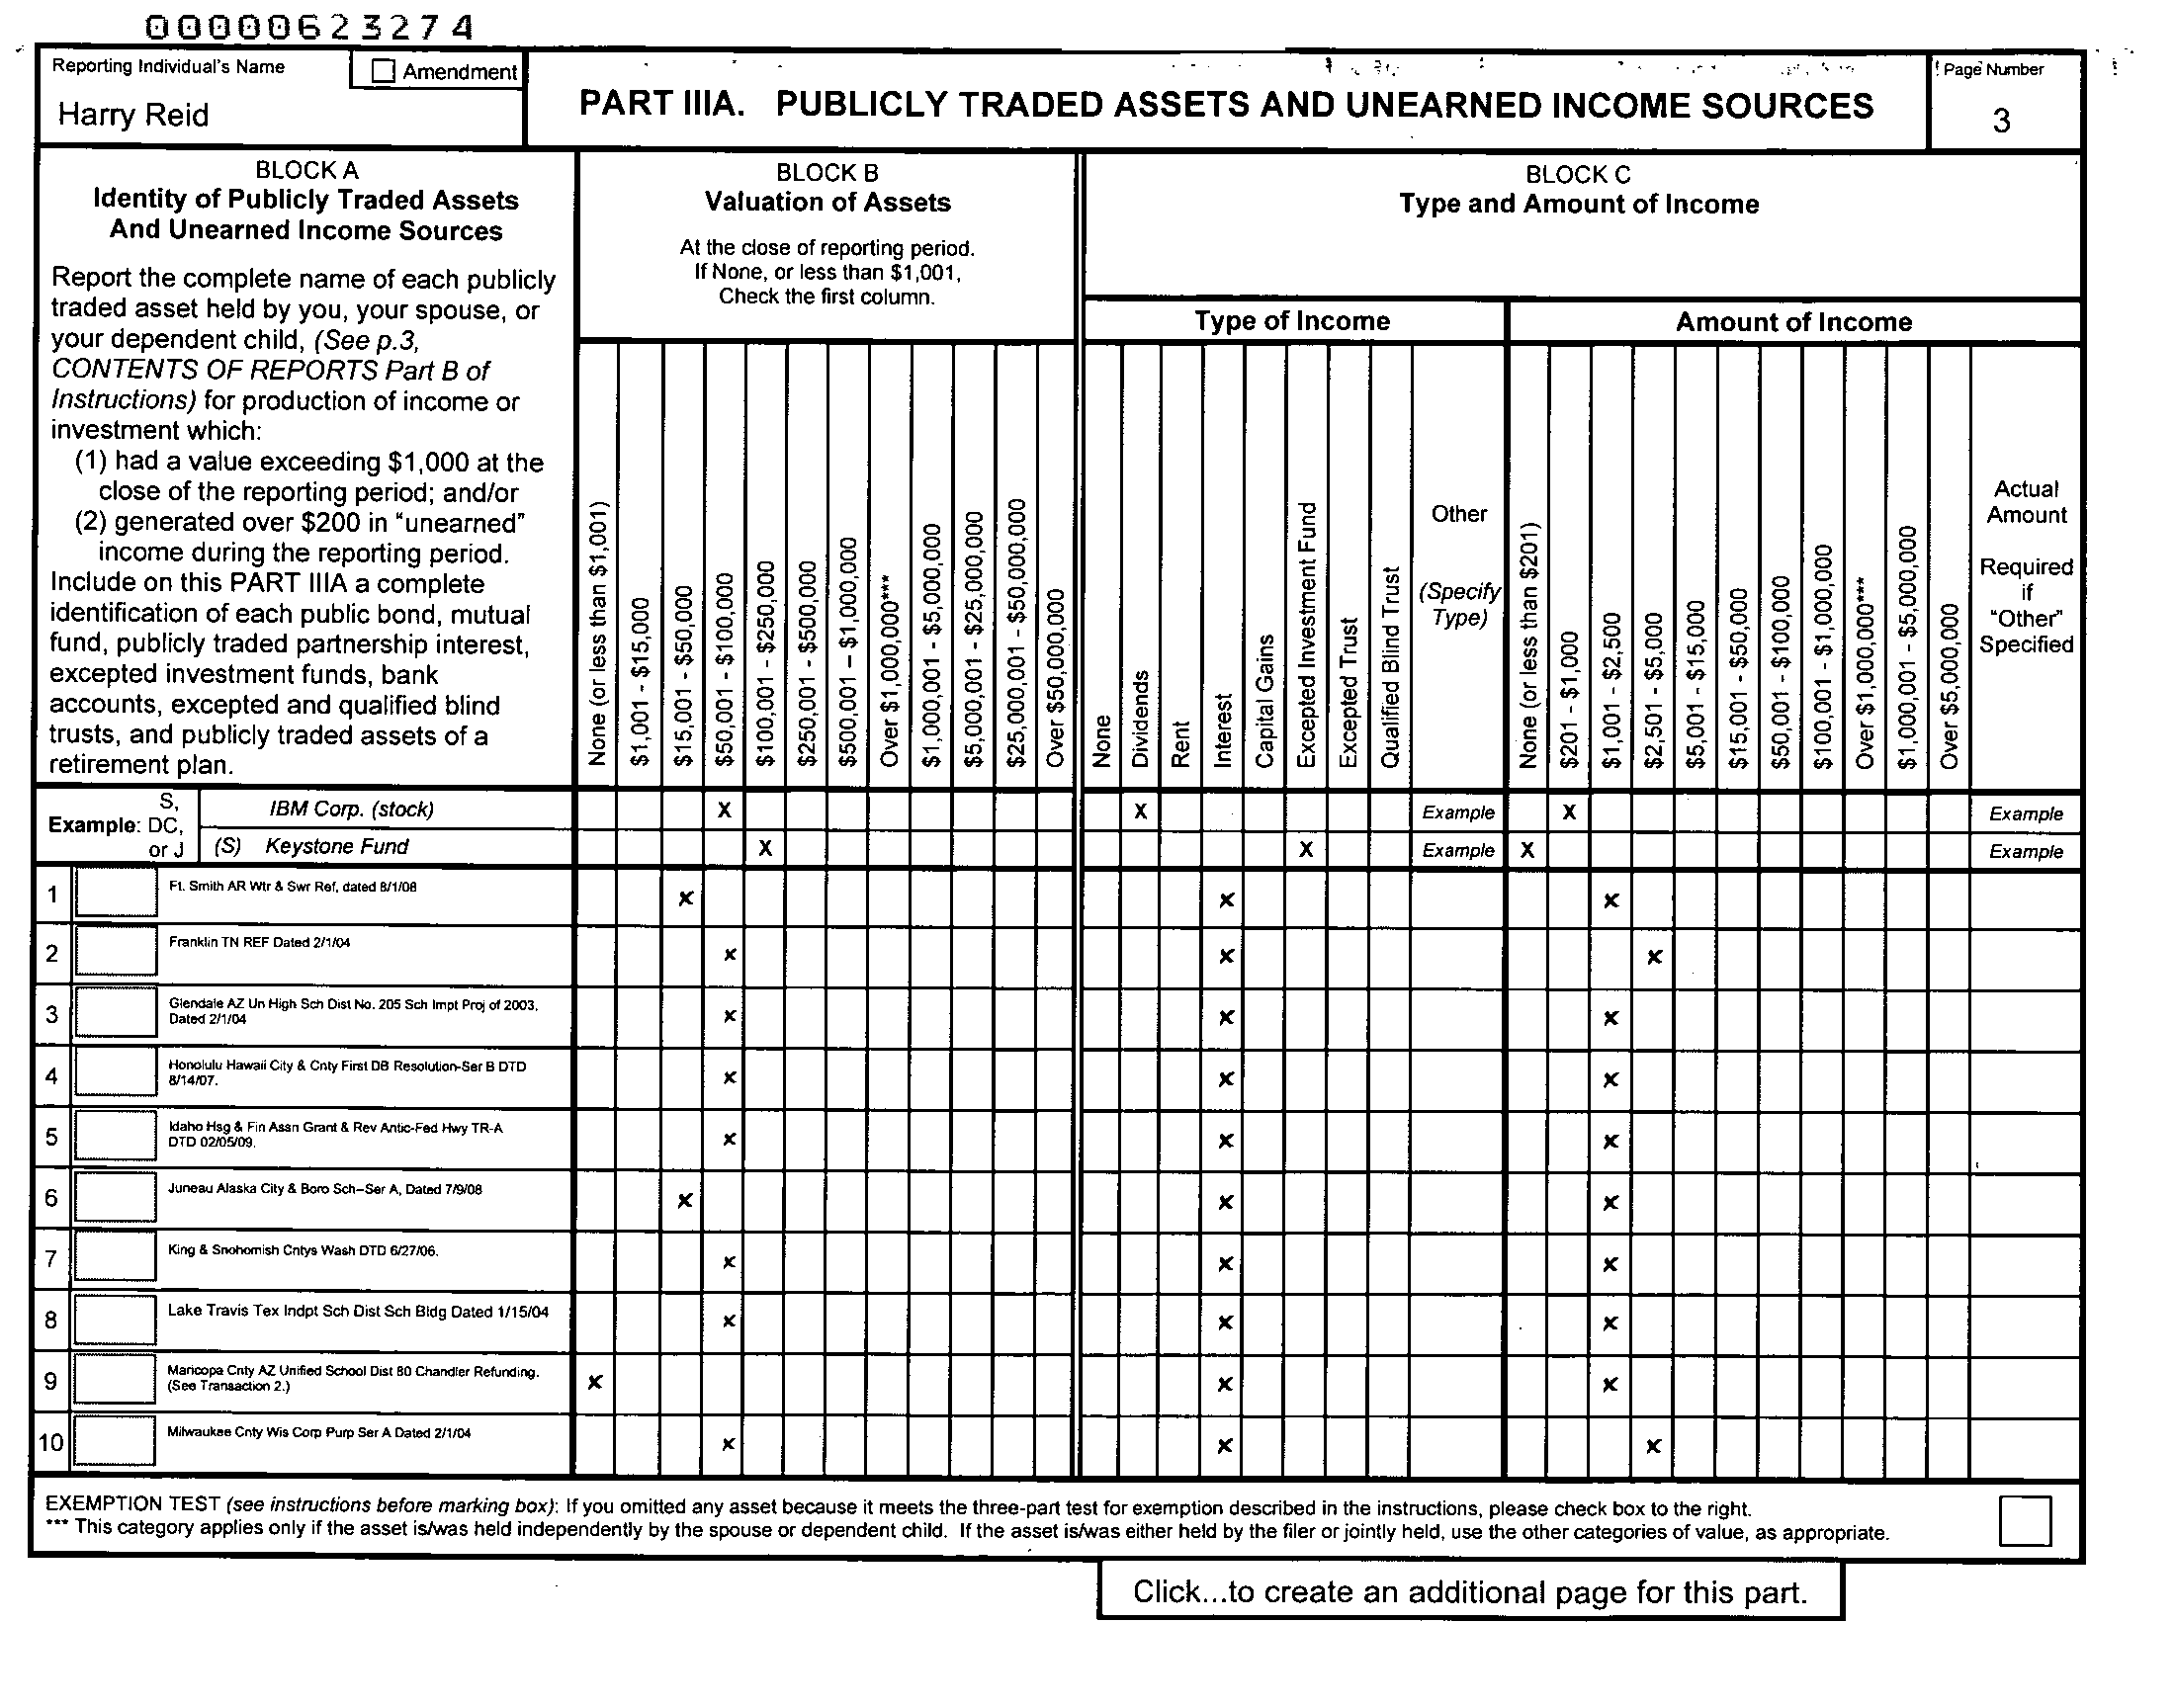 00000623274
Reporting Individual's Name
Amendment
Harry Reid
PART IIIA. PUBLICLY TRADED ASSETS AND UNEARNED INCOME SOURCES
Page Number
3
BLOCK A
Identity of Publicly Traded Assets
And Unearned Income Sources
Report the complete name of each publicly
traded asset held by you, your spouse, or
your dependent child, (See p.3,
CONTENTS OF REPORTS Part B of
Instructions) for production of income or
investment which:
(1) had a value exceeding $1,000 at the
close of the reporting period; and/or
(2) generated over $200 in "unearned"
income during the reporting period.
Include on this PART IIIA a complete
identification of each public bond, mutual
fund, publicly traded partnership interest,
excepted investment funds, bank
accounts, excepted and qualified blind
trusts, and publicly traded assets of a
retirement plan.
BLOCK B
Valuation of Assets
At the close of reporting period.
If None, or less than $1,001,
Check the first column.
BLOCK C
Type and Amount of Income
Type of Income
Amount of Income
None (or less than $1,001)
$1,001 - $15,000
$15,001 - $50,000
$50,001 - $100,000
$100,001 - $250,000
$250,001 - $500,000
$500,001 – $1,000,000
Over $1,000,000***
$1,000,001 - $5,000,000
$5,000,001 - $25,000,000
$25,000,001 - $50,000,000
Over $50,000,000
None
Dividends
Rent
Interest
Capital Gains
Excepted Investment Fund
Excepted Trust
Qualified Blind Trust
Other
(Specify
Type)
None (or less than $201)
$201 - $1,000
$1,001 - $2,500
$2,501 - $5,000
$5,001 - $15,000
$15,001 - $50,000
$50,001 - $100,000
$100,001 - $1,000,000
Over $1,000,000***
$1,000,001 - $5,000,000
Over $5,000,000
Actual
Amount
Required
if
"Other"
Specified
Example: S, DC, or J
IBM Corp. (stock) X X Example X Example
(S) Keystone Fund X X Example X Example
1 Ft. Smith AR Wtr & Swr Ref, dated 8/1/08 x x x
2 Franklin TN REF Dated 2/1/04 x x x
3 Glendale AZ Un High Sch Dist No. 205 Sch Impt Proj of 2003,
Dated 2/1/04 x x x
4 Honolulu Hawaii City & Cnty First DB Resolution-Ser B DTD
8/14/07. x x x
5 Idaho Hsg & Fin Assn Grant & Rev Antic-Fed Hwy TR-A
DTD 02/05/09. x x x
6 Juneau Alaska City & Boro Sch--Ser A, Dated 7/9/08 x x x
7 King & Snohomish Cntys Wash DTD 6/27/06. x x x
8 Lake Travis Tex Indpt Sch Dist Sch Bldg Dated 1/15/04 x x x
9 Maricopa Cnty AZ Unified School Dist 80 Chandler Refunding.
(See Transaction 2.) x x x
10 Milwaukee Cnty Wis Corp Purp Ser A Dated 2/1/04 x x x
EXEMPTION TEST (see instructions before marking box): If you omitted any asset because it meets the three-part test for exemption described in the instructions, please check box to the right.
*** This category applies only if the asset is/was held independently by the spouse or dependent child. If the asset is/was either held by the filer or jointly held, use the other categories of value, as appropriate.
Click...to create an additional page for this part.